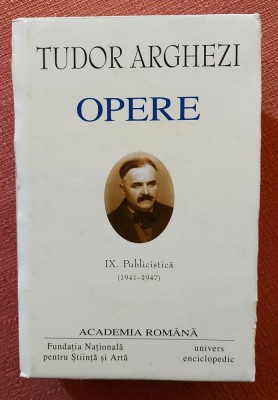 TUDOR ARGHEZI
OPERE
IX. Publicistică
(1941–1947)
ACADEMIA ROMÂNĂ
Fundația Națională
pentru Știință și Artă
univers
enciclopedic